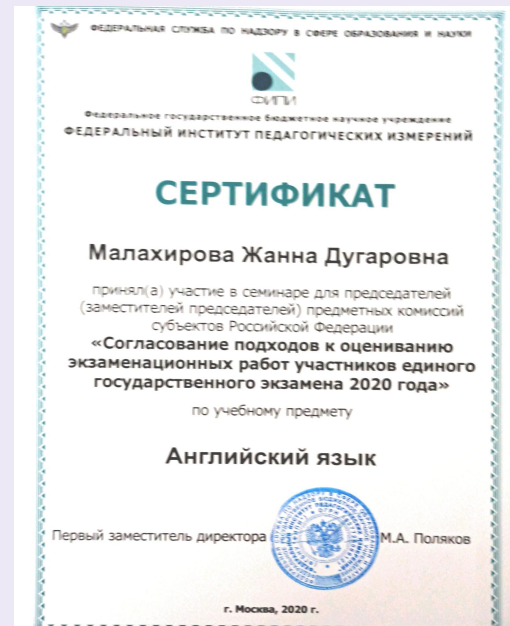 ФЕДЕРАЛЬНАЯ СЛУЖБА ПО НАДЗОРУ В СФЕРЕ ОБРАЗОВАНИЯ И НАУКИ
ФИПИ
Федеральное государственное бюджетное научное учреждение
ФЕДЕРАЛЬНЫЙ ИНСТИТУТ ПЕДАГОГИЧЕСКИХ ИЗМЕРЕНИЙ
СЕРТИФИКАТ
Малахирова Жанна Дугаровна
принял(а) участие в семинаре для председателей
(заместителей председателей) предметных комиссий
субъектов Российской Федерации
«Согласование подходов к оцениванию
экзаменационных работ участников единого
государственного экзамена 2020 года»
по учебному предмету
Английский язык
Первый заместитель директора М.А. Поляков
г. Москва, 2020 г.